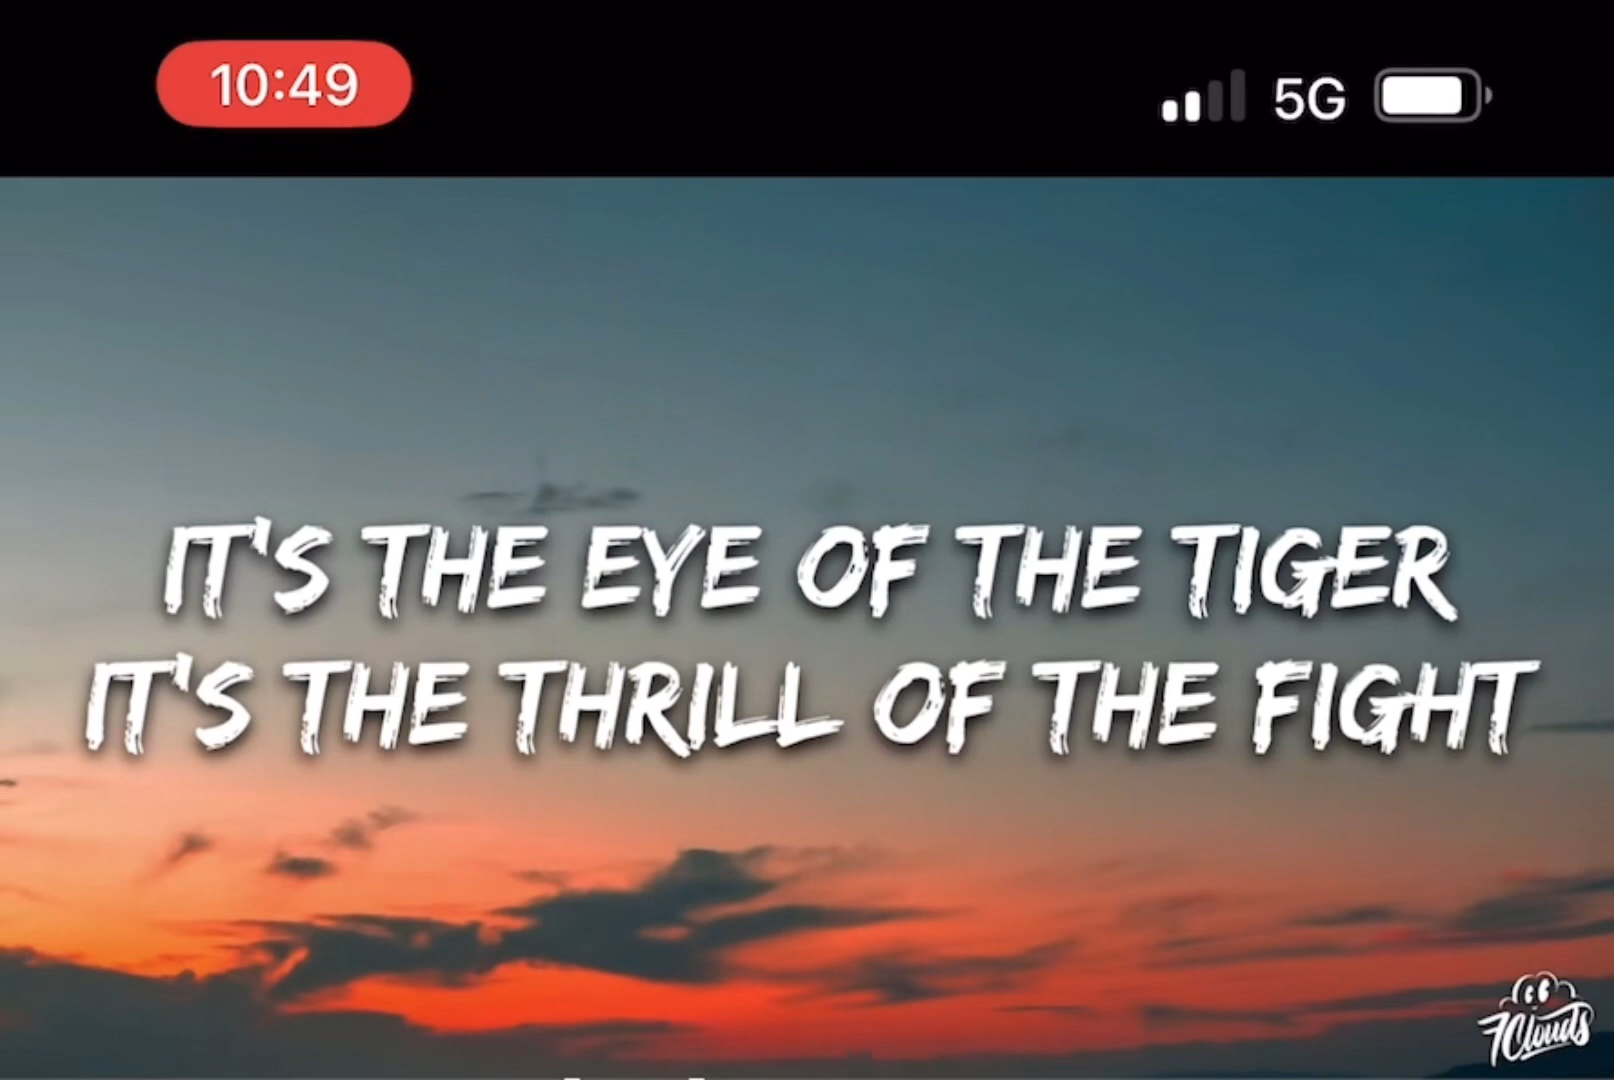 10:49
5G
IT'S THE EYE OF THE TIGER
IT'S THE THRILL OF THE FIGHT
7Clouds